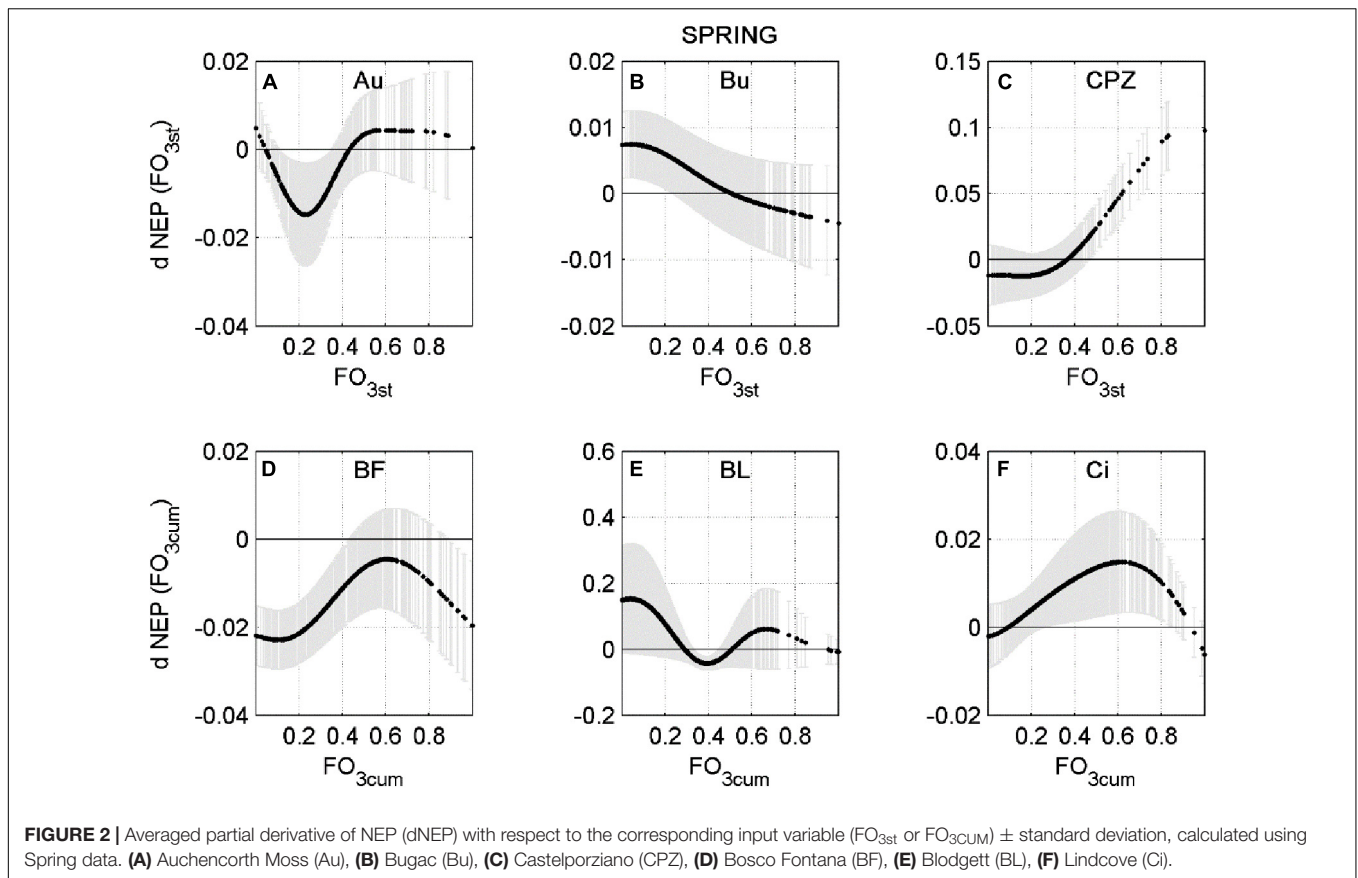 SPRING
A Au
0.02
0
-0.02
-0.04
d NEP (FO3st)
0.2 0.4 0.6 0.8
FO3st
B Bu
0.02
0.01
0
-0.01
-0.02
0.2 0.4 0.6 0.8
FO3st
C CPZ
0.15
0.1
0.05
0
-0.05
0.2 0.4 0.6 0.8
FO3st
D BF
0.02
0
-0.02
-0.04
d NEP (FO3cum)
0.2 0.4 0.6 0.8
FO3cum
E BL
0.6
0.4
0.2
0
-0.2
0.2 0.4 0.6 0.8
FO3cum
F Ci
0.04
0.02
0
-0.02
0.2 0.4 0.6 0.8
FO3cum
FIGURE 2 | Averaged partial derivative of NEP (dNEP) with respect to the corresponding input variable (FO3st or FO3CUM) ± standard deviation, calculated using
Spring data. (A) Auchencorth Moss (Au), (B) Bugac (Bu), (C) Castelporziano (CPZ), (D) Bosco Fontana (BF), (E) Blodgett (BL), (F) Lindcove (Ci).